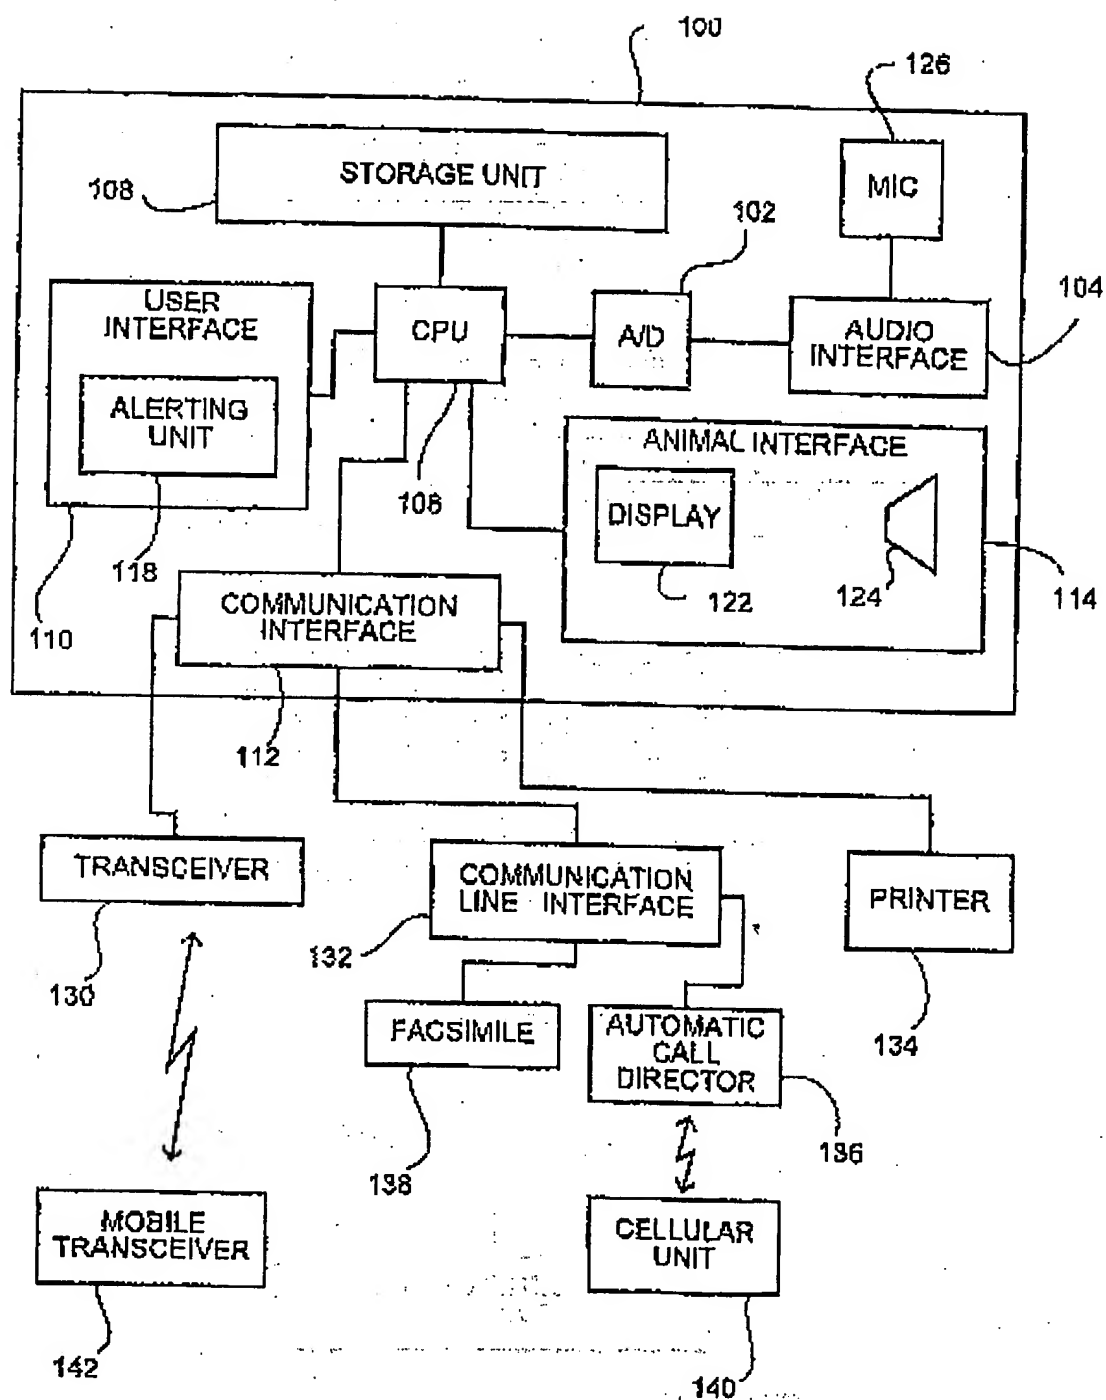 100
126
STORAGE UNIT
MIC
108
102
USER
INTERFACE
CPU
A/D
AUDIO
INTERFACE
104
ALERTING
UNIT
ANIMAL INTERFACE
106
DISPLAY
118
122
124
114
110
COMMUNICATION
INTERFACE
112
TRANSCEIVER
COMMUNICATION
LINE INTERFACE
PRINTER
130
132
134
FACSIMILE
AUTOMATIC
CALL
DIRECTOR
138
136
MOBILE
TRANSCEIVER
CELLULAR
UNIT
142
140